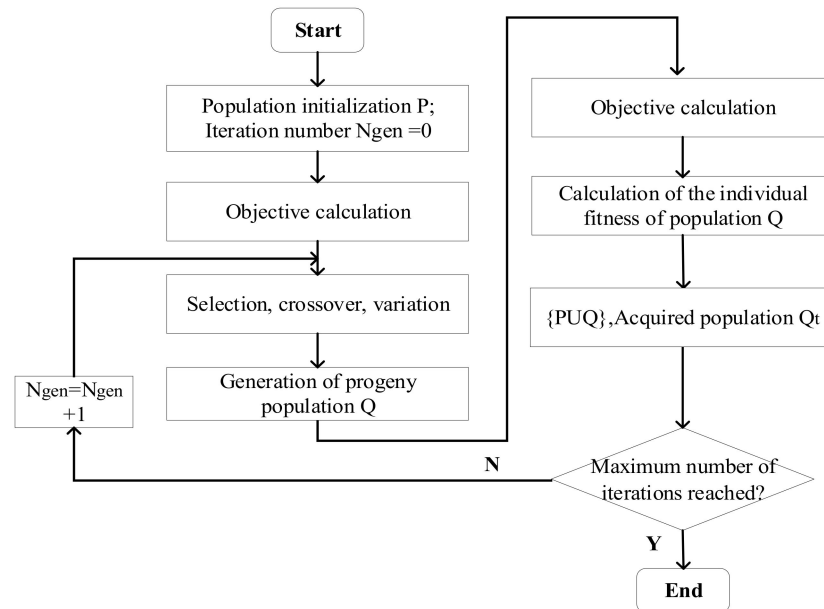 Start
Population initialization P;
Iteration number Ngen =0
Objective calculation
Selection, crossover, variation
Generation of progeny
population Q
Ngen=Ngen
+1
Objective calculation
Calculation of the individual
fitness of population Q
{PUQ},Acquired population Qt
Maximum number of
iterations reached?
N
Y
End